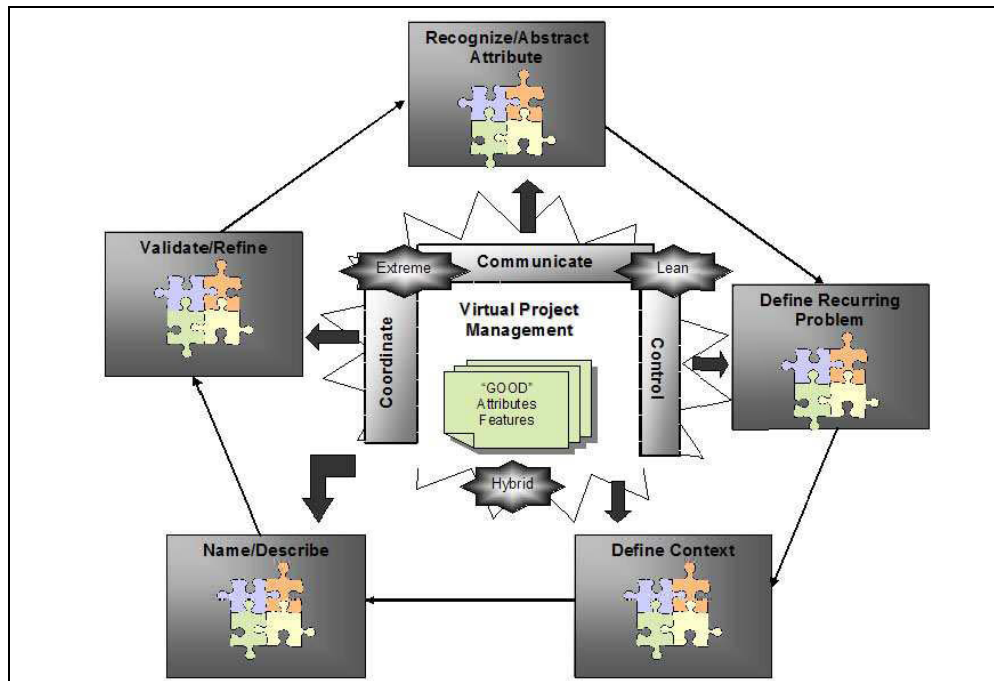 Recognize/Abstract
Attribute
Validate/Refine
Extreme
Communicate
Lean
Define Recurring
Problem
Virtual Project
Management
Coordinate
Control
“GOOD”
Attributes
Features
Hybrid
Name/Describe
Define Context